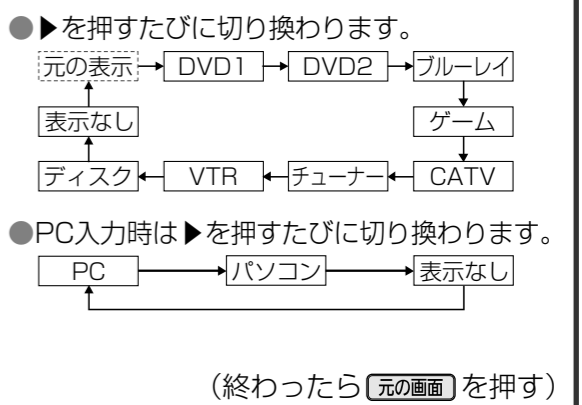 ●▶を押すたびに切り換わります。
元の表示 DVD1 DVD2 ブルーレイ
表示なし ゲーム
ディスク VTR チューナー CATV
●PC入力時は▶を押すたびに切り換わります。
PC パソコン 表示なし
(終わったら 元の画面 を押す)